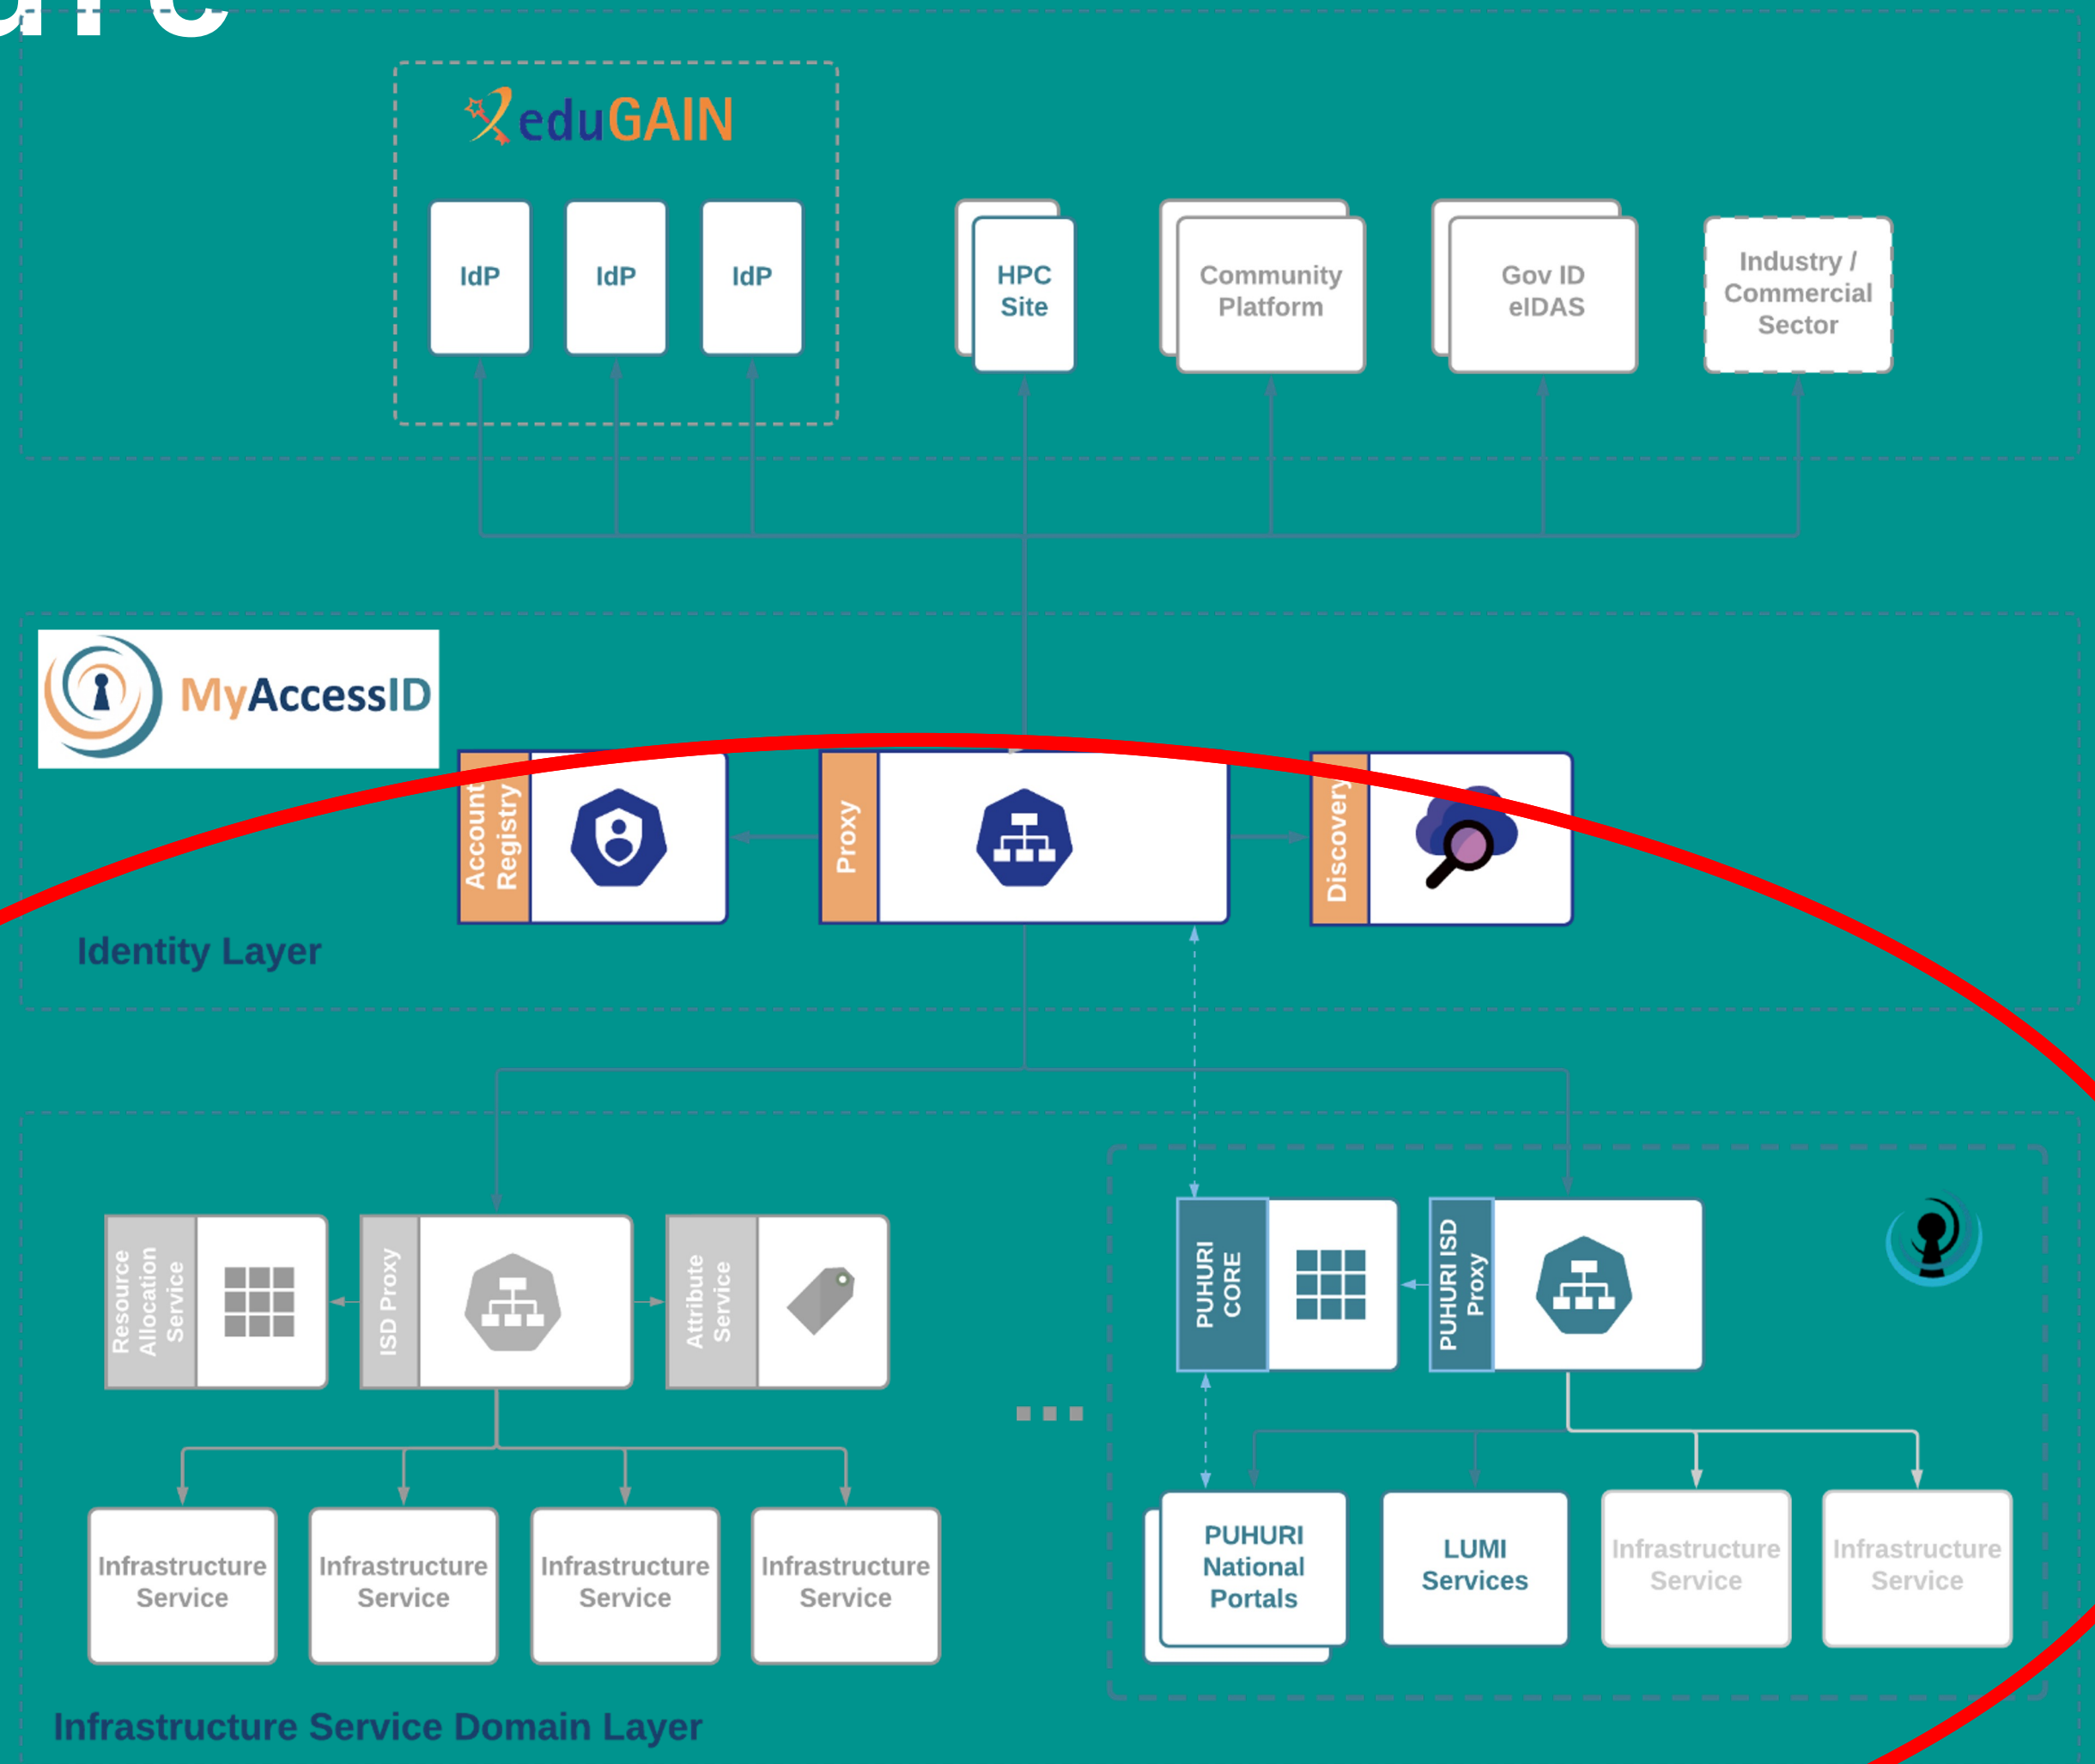 eduGAIN
IdP
IdP
IdP
HPC
Site
Community
Platform
Gov ID
eIDAS
Industry /
Commercial
Sector
MyAccessID
Account
Registry
Proxy
Discovery
Identity Layer
Resource
Allocation
Service
ISD Proxy
Attribute
Service
PUHURI
CORE
PUHURI ISD
Proxy
...
Infrastructure
Service
Infrastructure
Service
Infrastructure
Service
Infrastructure
Service
PUHURI
National
Portals
LUMI
Services
Infrastructure
Service
Infrastructure
Service
Infrastructure Service Domain Layer